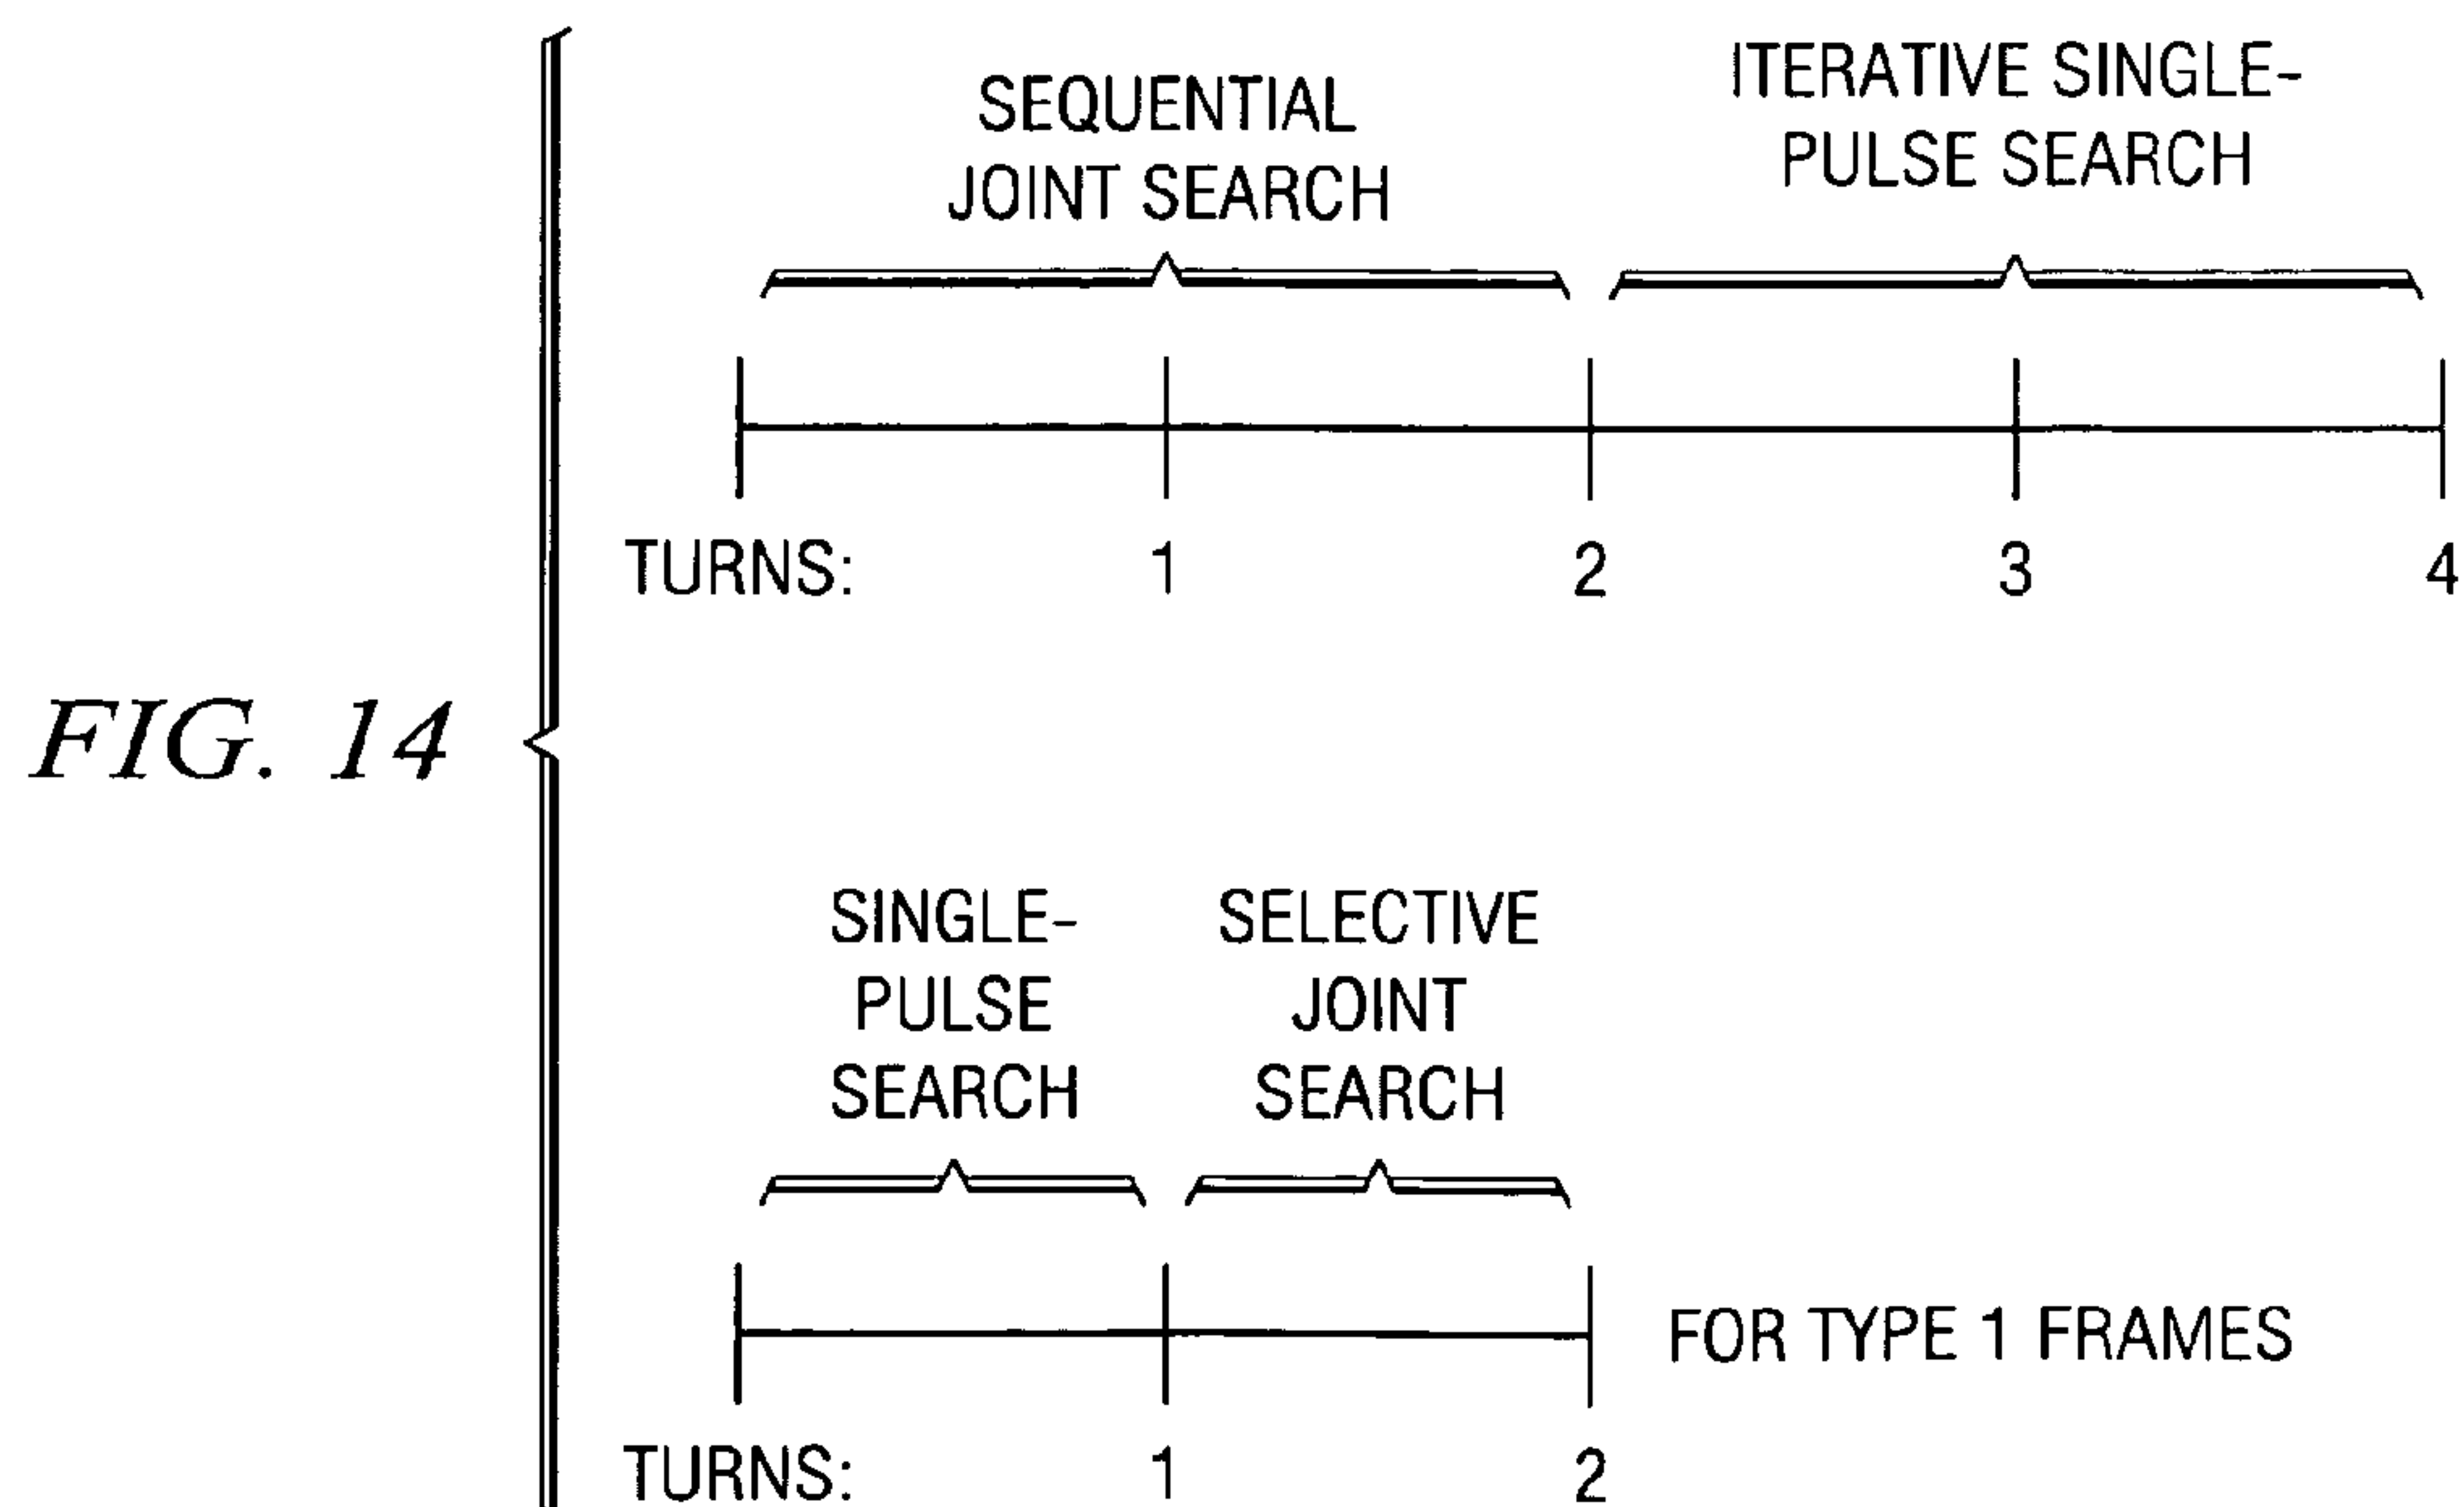 SEQUENTIAL
JOINT SEARCH
ITERATIVE SINGLE-
PULSE SEARCH
TURNS: 1 2 3 4
FIG. 14
SINGLE-
PULSE
SEARCH
SELECTIVE
JOINT
SEARCH
FOR TYPE 1 FRAMES
TURNS: 1 2